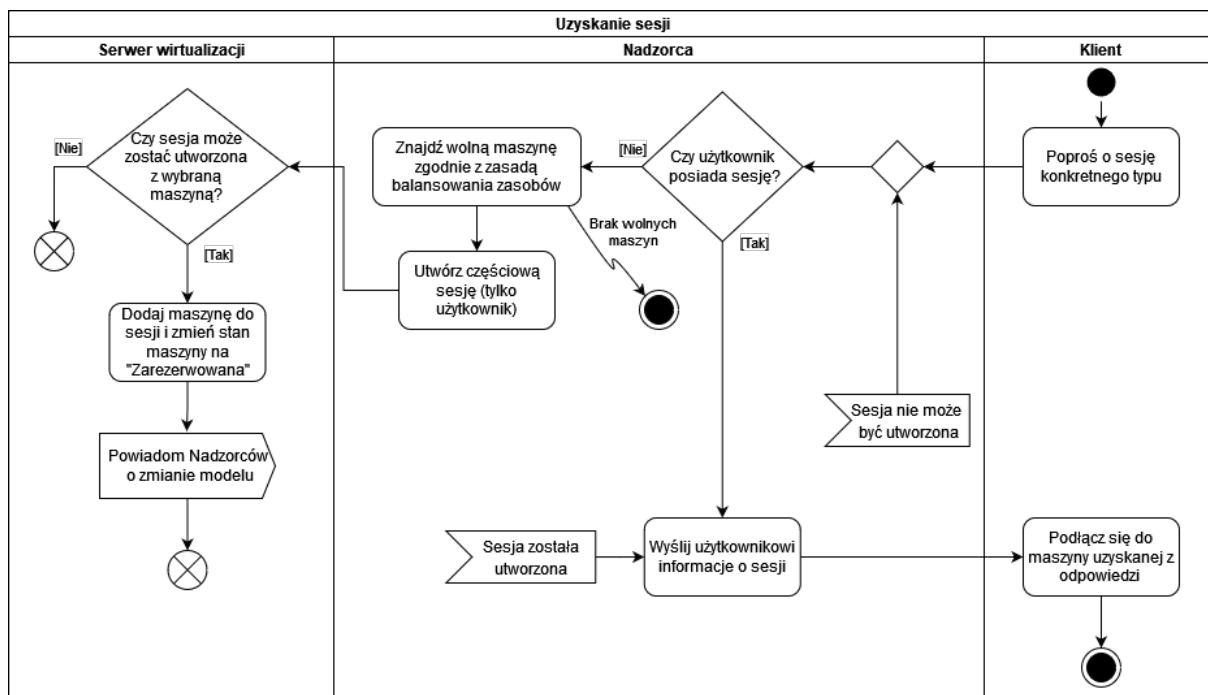 Uzyskanie sesji
Serwer wirtualizacji
Nadzorca
Klient
Poproś o sesję
konkretnego typu
Czy użytkownik
posiada sesję?
[Nie]
[Tak]
Znajdź wolną maszynę
zgodnie z zasadą
balansowania zasobów
Brak wolnych
maszyn
Utwórz częściową
sesję (tylko
użytkownik)
Czy sesja może
zostać utworzona
z wybraną
maszyną?
[Nie]
[Tak]
Dodaj maszynę do
sesji i zmień stan
maszyny na
"Zarezerwowana"
Powiadom Nadzorców
o zmianie modelu
Sesja nie może
być utworzona
Sesja została
utworzona
Wyślij użytkownikowi
informacje o sesji
Podłącz się do
maszyny uzyskanej z
odpowiedzi